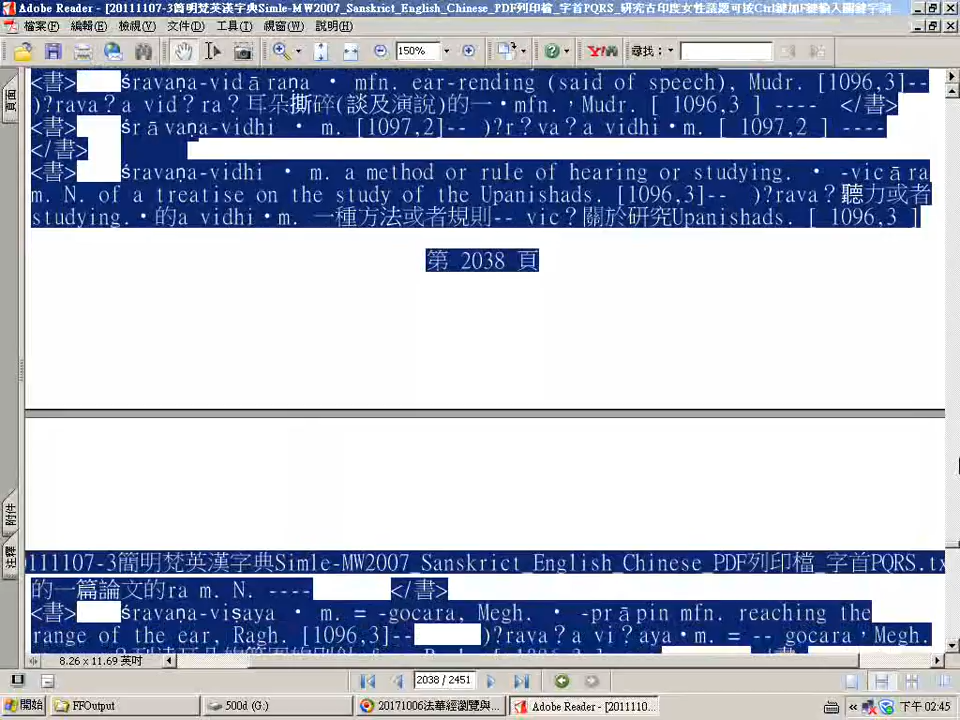 Adobe Reader - [20111107-3簡明梵英漢字典Simle-MW2007_Sanskrict_English_Chinese_PDF列印檔_字首PQRS_研究古印度女性議題可按Ctrl鍵加F鍵輸入關鍵字詞
檔案(F) 編輯(E) 檢視(V) 文件(D) 工具(T) 視窗(W) 說明(H)
150% 尋找：
頁面
<書> śravaṇa-vidāraṇa • mfn. ear-rending (said of speech), Mudr. [1096,3]--
)?rava？a vid？ra？耳朵撕碎(談及演說)的一•mfn.，Mudr. [ 1096,3 ] ---- </書>
<書> śrāvaṇa-vidhi • m. [1097,2]-- )?r？va？a vidhi•m. [ 1097,2 ] ----
</書>
<書> śravaṇa-vidhi • m. a method or rule of hearing or studying. • -vicāra
m. N. of a treatise on the study of the Upanishads. [1096,3]-- )?rava？聽力或者
studying.•的a vidhi•m. 一種方法或者規則-- vic？關於研究Upanishads. [ 1096,3 ]
第 2038 頁
附件
注釋
111107-3簡明梵英漢字典Simle-MW2007_Sanskrict_English_Chinese_PDF列印檔_字首PQRS.tx
的一篇論文的ra m. N. ---- </書>
<書> śravaṇa-viṣaya • m. = -gocara, Megh. • -prāpin mfn. reaching the
range of the ear, Ragh. [1096,3]-- )?rava？a vi？aya•m. = -- gocara，Megh.
8.26 x 11.69 英吋
2038 / 2451
開始 FFOutput 500d (G:) 20171006法華經瀏覽與... Adobe Reader - [2011110... 下午 02:45